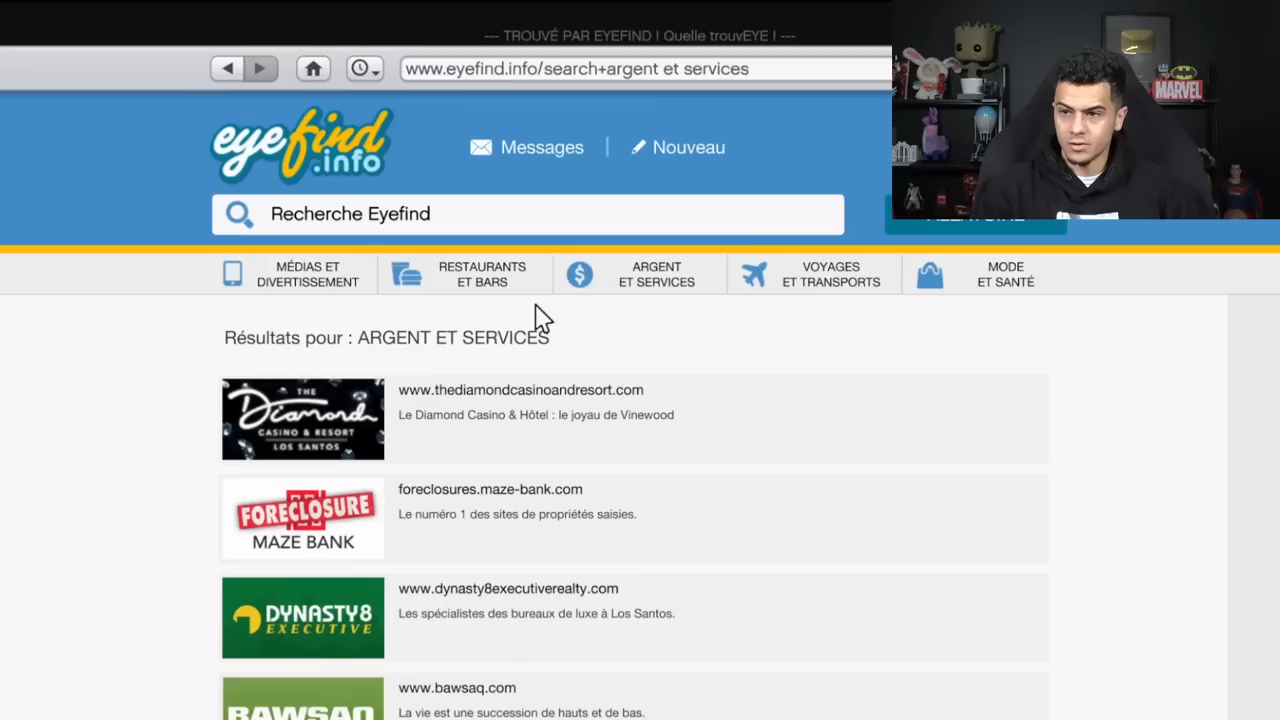 --- TROUVÉ PAR EYEFIND ! Quelle trouvEYE ! ---
www.eyefind.info/search+argent et services
eyefind
.info
Messages
Nouveau
Recherche Eyefind
MARVEL
MÉDIAS ET
DIVERTISSEMENT
RESTAURANTS
ET BARS
ARGENT
ET SERVICES
VOYAGES
ET TRANSPORTS
MODE
ET SANTÉ
Résultats pour : ARGENT ET SERVICES
THE
Diamond
CASINO & RESORT
LOS SANTOS
www.thediamondcasinoandresort.com
Le Diamond Casino & Hôtel : le joyau de Vinewood
FORECLOSURE
MAZE BANK
foreclosures.maze-bank.com
Le numéro 1 des sites de propriétés saisies.
DYNASTY8
EXECUTIVE
www.dynasty8executiverealty.com
Les spécialistes des bureaux de luxe à Los Santos.
BAWSAQ
www.bawsaq.com
La vie est une succession de hauts et de bas.